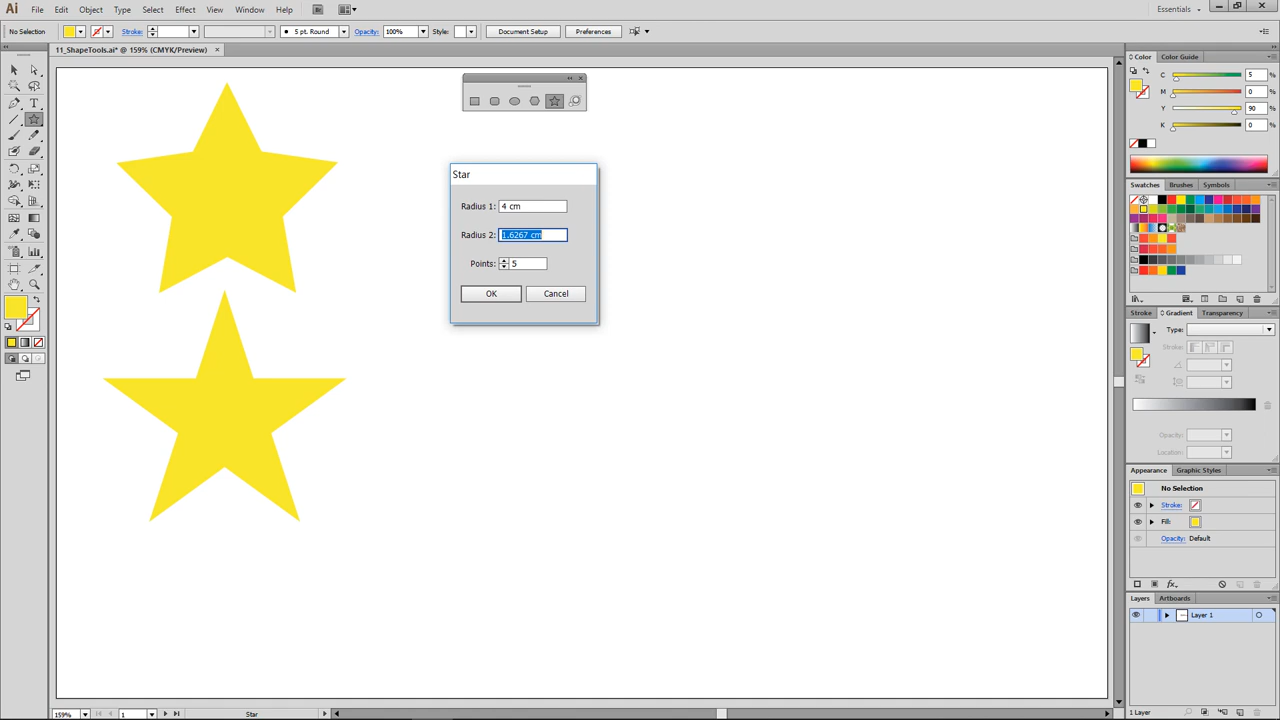 Ai File Edit Object Type Select Effect View Window Help Br Essentials
No Selection Stroke: 5 pt. Round Opacity: 100% Style: Document Setup Preferences
11_ShapeTools.ai* @ 159% (CMYK/Preview)
Color Color Guide
C 5 %
M 0 %
Y 90 %
K 0 %
Star
Radius 1: 4 cm
Radius 2: 1.6267 cm
Points: 5
OK Cancel
Swatches Brushes Symbols
Stroke Gradient Transparency
Type:
Stroke:
Opacity:
Location:
Appearance Graphic Styles
No Selection
Stroke:
Fill:
Opacity: Default
Layers Artboards
Layer 1
159% 1 Star 1 Layer